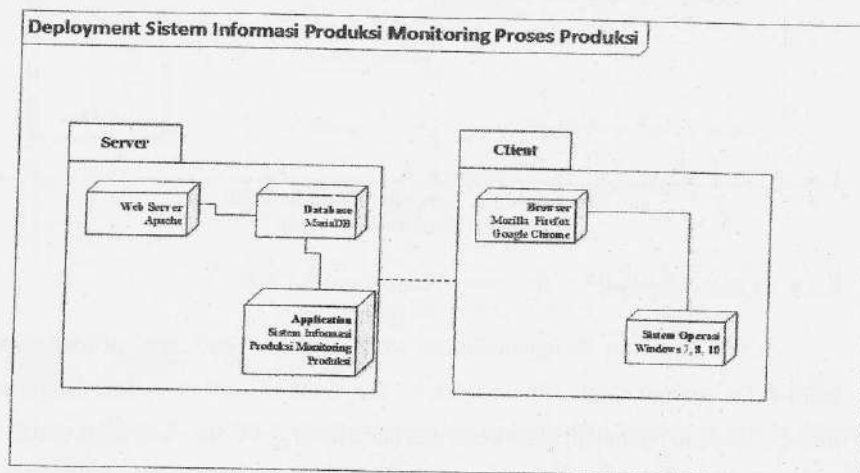 Deployment Sistem Informasi Produksi Monitoring Proses Produksi
Server
Web Server
Apache
Database
MariaDB
Application
Sistem Informasi
Produksi Monitoring
Produksi
Client
Browser
Mozilla Firefox
Google Chrome
Sistem Operasi
Windows 7, 8, 10